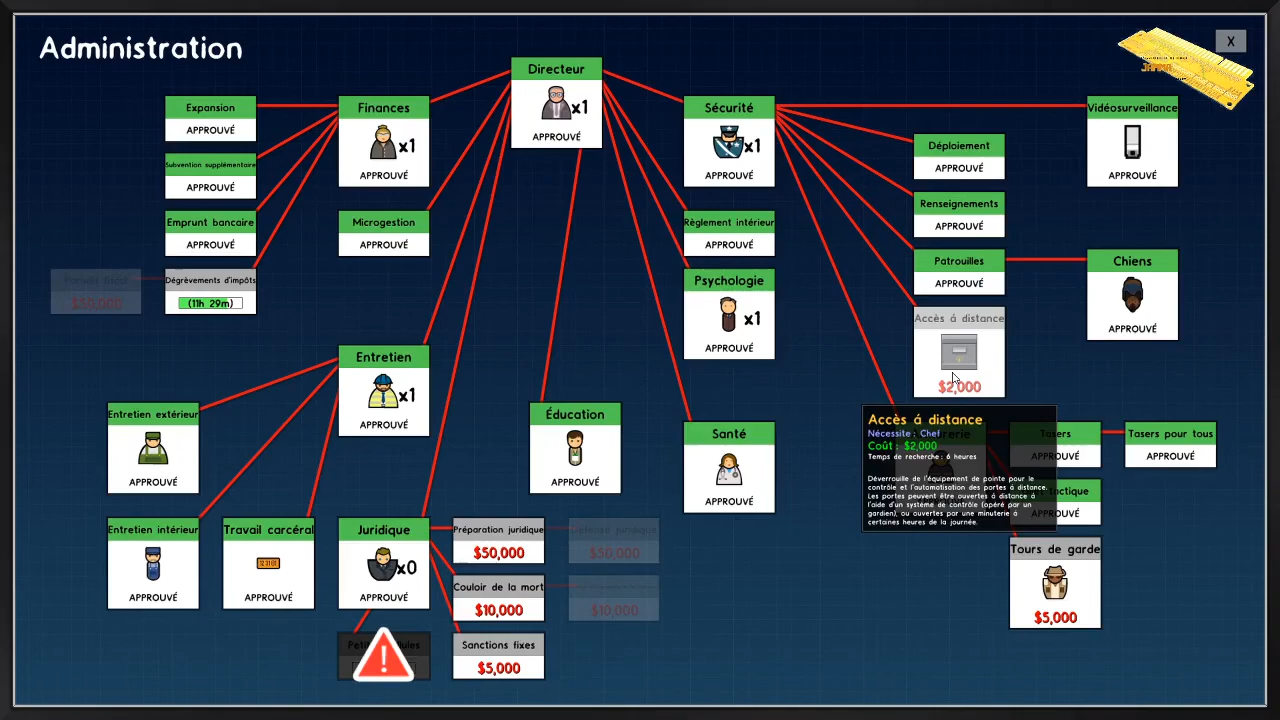 Administration
X
Directeur
x1
APPROUVÉ
Expansion
APPROUVÉ
Finances
x1
APPROUVÉ
Sécurité
x1
APPROUVÉ
Vidéosurveillance
APPROUVÉ
Déploiement
APPROUVÉ
Subvention supplémentaire
APPROUVÉ
Renseignements
APPROUVÉ
Emprunt bancaire
APPROUVÉ
Microgestion
APPROUVÉ
Règlement intérieur
APPROUVÉ
Patrouilles
APPROUVÉ
Chiens
APPROUVÉ
$50,000
Dégrèvements d'impôts
(11h 29m)
Psychologie
x1
APPROUVÉ
Accès á distance
$2,000
Entretien
x1
APPROUVÉ
Entretien extérieur
APPROUVÉ
Éducation
APPROUVÉ
Santé
APPROUVÉ
Accès á distance
Nécessite : Chef
Coût : $2,000
Temps de recherche : 6 heures
Déverrouille de l'équipement de pointe pour le
contrôle et l'automatisation des portes à distance.
Les portes peuvent être ouvertes à distance à
l'aide d'un système de contrôle (opéré par un
gardien), ou ouvertes par une minuterie à
certaines heures de la journée.
Tasers
APPROUVÉ
Tasers pour tous
APPROUVÉ
tactique
APPROUVÉ
Entretien intérieur
APPROUVÉ
Travail carcéral
APPROUVÉ
Juridique
x0
APPROUVÉ
Préparation juridique
$50,000
Défense juridique
$50,000
Couloir de la mort
$10,000
$10,000
Sanctions fixes
$5,000
Tours de garde
$5,000